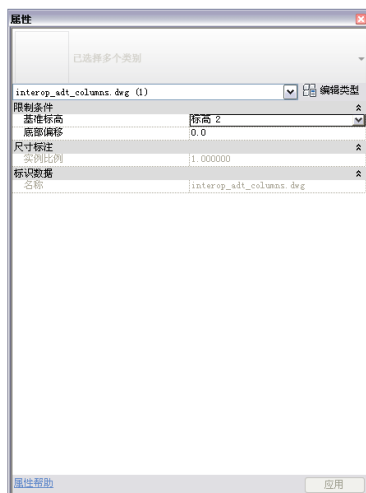 属性
已选择多个类别
interop_adt_columns.dwg (1)
编辑类型
限制条件
基准标高 标高 2
底部偏移 0.0
尺寸标注
实例比例 1.000000
标识数据
名称 interop_adt_columns.dwg
属性帮助 应用